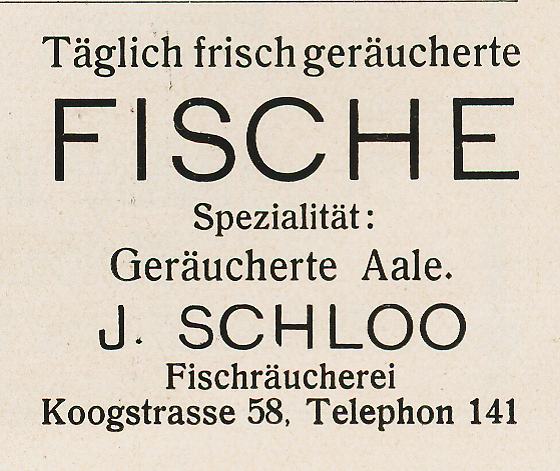 Täglich frisch geräucherte
FISCHE
Spezialität:
Geräucherte Aale.
J. SCHLOO
Fischräucherei
Koogstrasse 58, Telephon 141